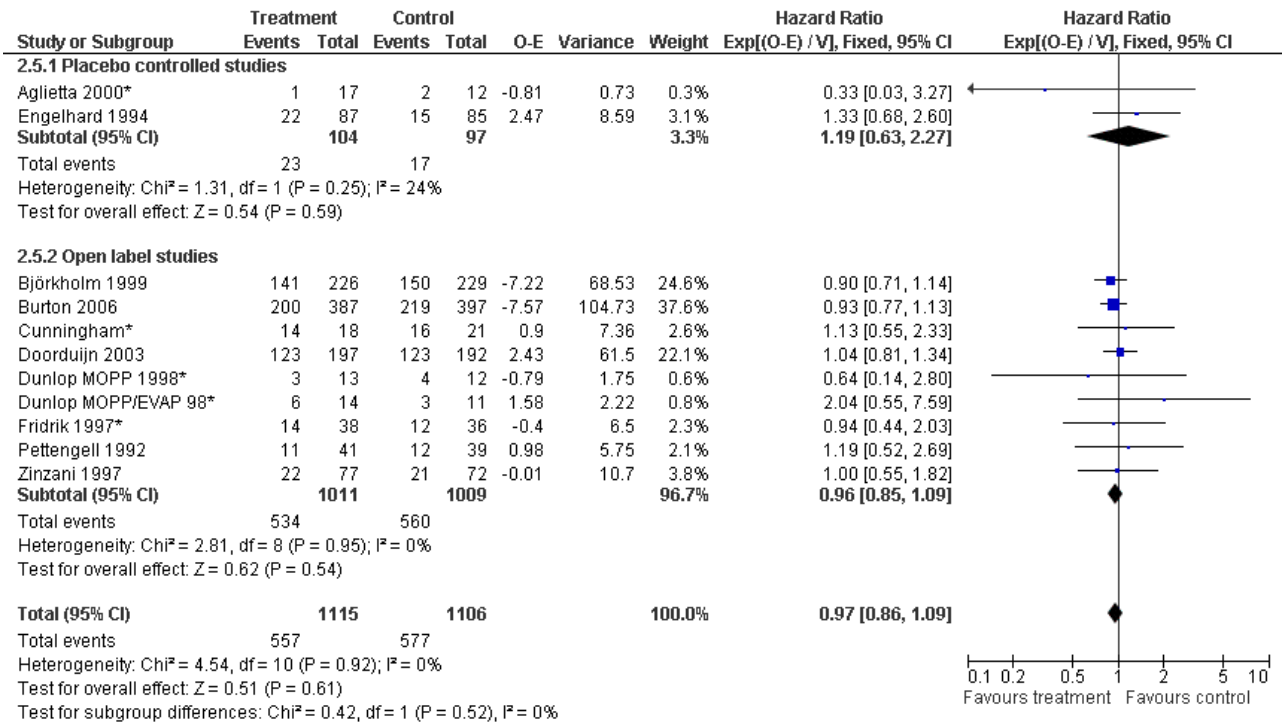 Treatment Control Hazard Ratio Hazard Ratio
Study or Subgroup Events Total Events Total O-E Variance Weight Exp[(O-E) / V], Fixed, 95% CI Exp[(O-E) / V], Fixed, 95% CI
2.5.1 Placebo controlled studies
Aglietta 2000* 1 17 2 12 -0.81 0.73 0.3% 0.33 [0.03, 3.27]
Engelhard 1994 22 87 15 85 2.47 8.59 3.1% 1.33 [0.68, 2.60]
Subtotal (95% CI) 104 97 3.3% 1.19 [0.63, 2.27]
Total events 23 17
Heterogeneity: Chi² = 1.31, df = 1 (P = 0.25); I² = 24%
Test for overall effect: Z = 0.54 (P = 0.59)
2.5.2 Open label studies
Björkholm 1999 141 226 150 229 -7.22 68.53 24.6% 0.90 [0.71, 1.14]
Burton 2006 200 387 219 397 -7.57 104.73 37.6% 0.93 [0.77, 1.13]
Cunningham* 14 18 16 21 0.9 7.36 2.6% 1.13 [0.55, 2.33]
Doorduijn 2003 123 197 123 192 2.43 61.5 22.1% 1.04 [0.81, 1.34]
Dunlop MOPP 1998* 3 13 4 12 -0.79 1.75 0.6% 0.64 [0.14, 2.80]
Dunlop MOPP/EVAP 98* 6 14 3 11 1.58 2.22 0.8% 2.04 [0.55, 7.59]
Fridrik 1997* 14 38 12 36 -0.4 6.5 2.3% 0.94 [0.44, 2.03]
Pettengell 1992 11 41 12 39 0.98 5.75 2.1% 1.19 [0.52, 2.69]
Zinzani 1997 22 77 21 72 -0.01 10.7 3.8% 1.00 [0.55, 1.82]
Subtotal (95% CI) 1011 1009 96.7% 0.96 [0.85, 1.09]
Total events 534 560
Heterogeneity: Chi² = 2.81, df = 8 (P = 0.95); I² = 0%
Test for overall effect: Z = 0.62 (P = 0.54)
Total (95% CI) 1115 1106 100.0% 0.97 [0.86, 1.09]
Total events 557 577
Heterogeneity: Chi² = 4.54, df = 10 (P = 0.92); I² = 0%
Test for overall effect: Z = 0.51 (P = 0.61)
Test for subgroup differences: Chi² = 0.42, df = 1 (P = 0.52), I² = 0%
0.1 0.2 0.5 1 2 5 10
Favours treatment Favours control